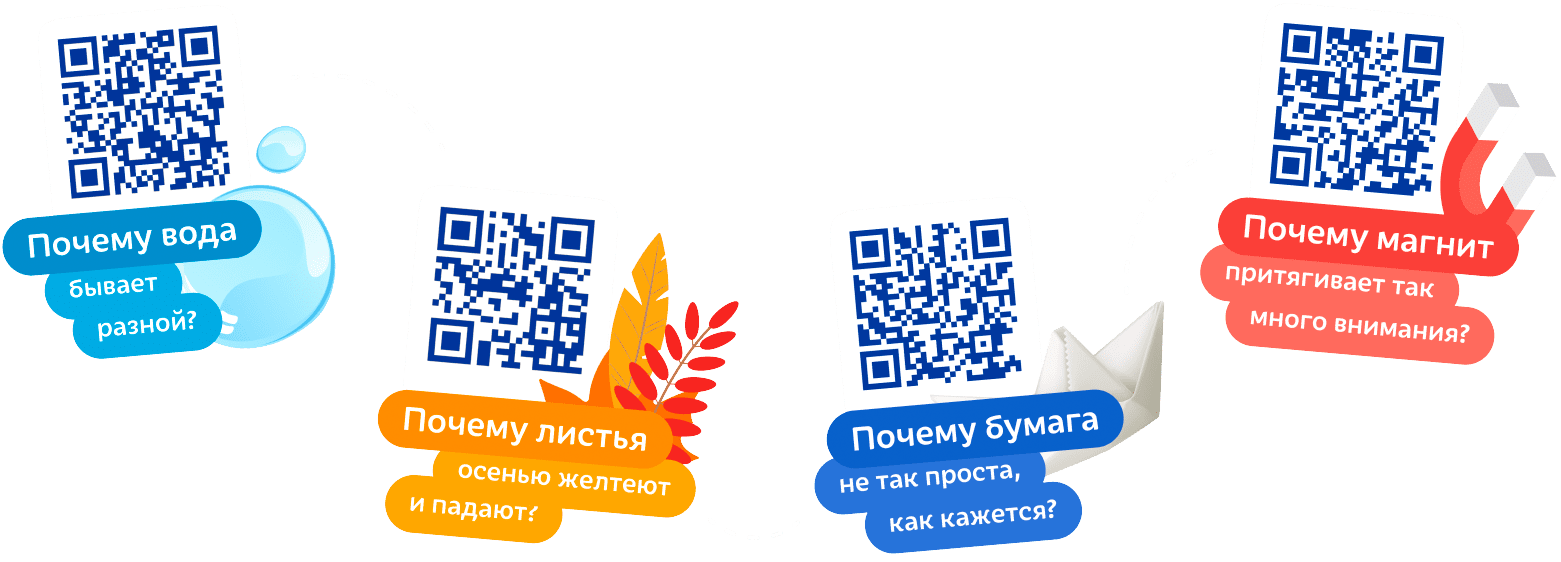 Почему вода
бывает
разной?
Почему листья
осенью желтеют
и падают?
Почему бумага
не так проста,
как кажется?
Почему магнит
притягивает так
много внимания?